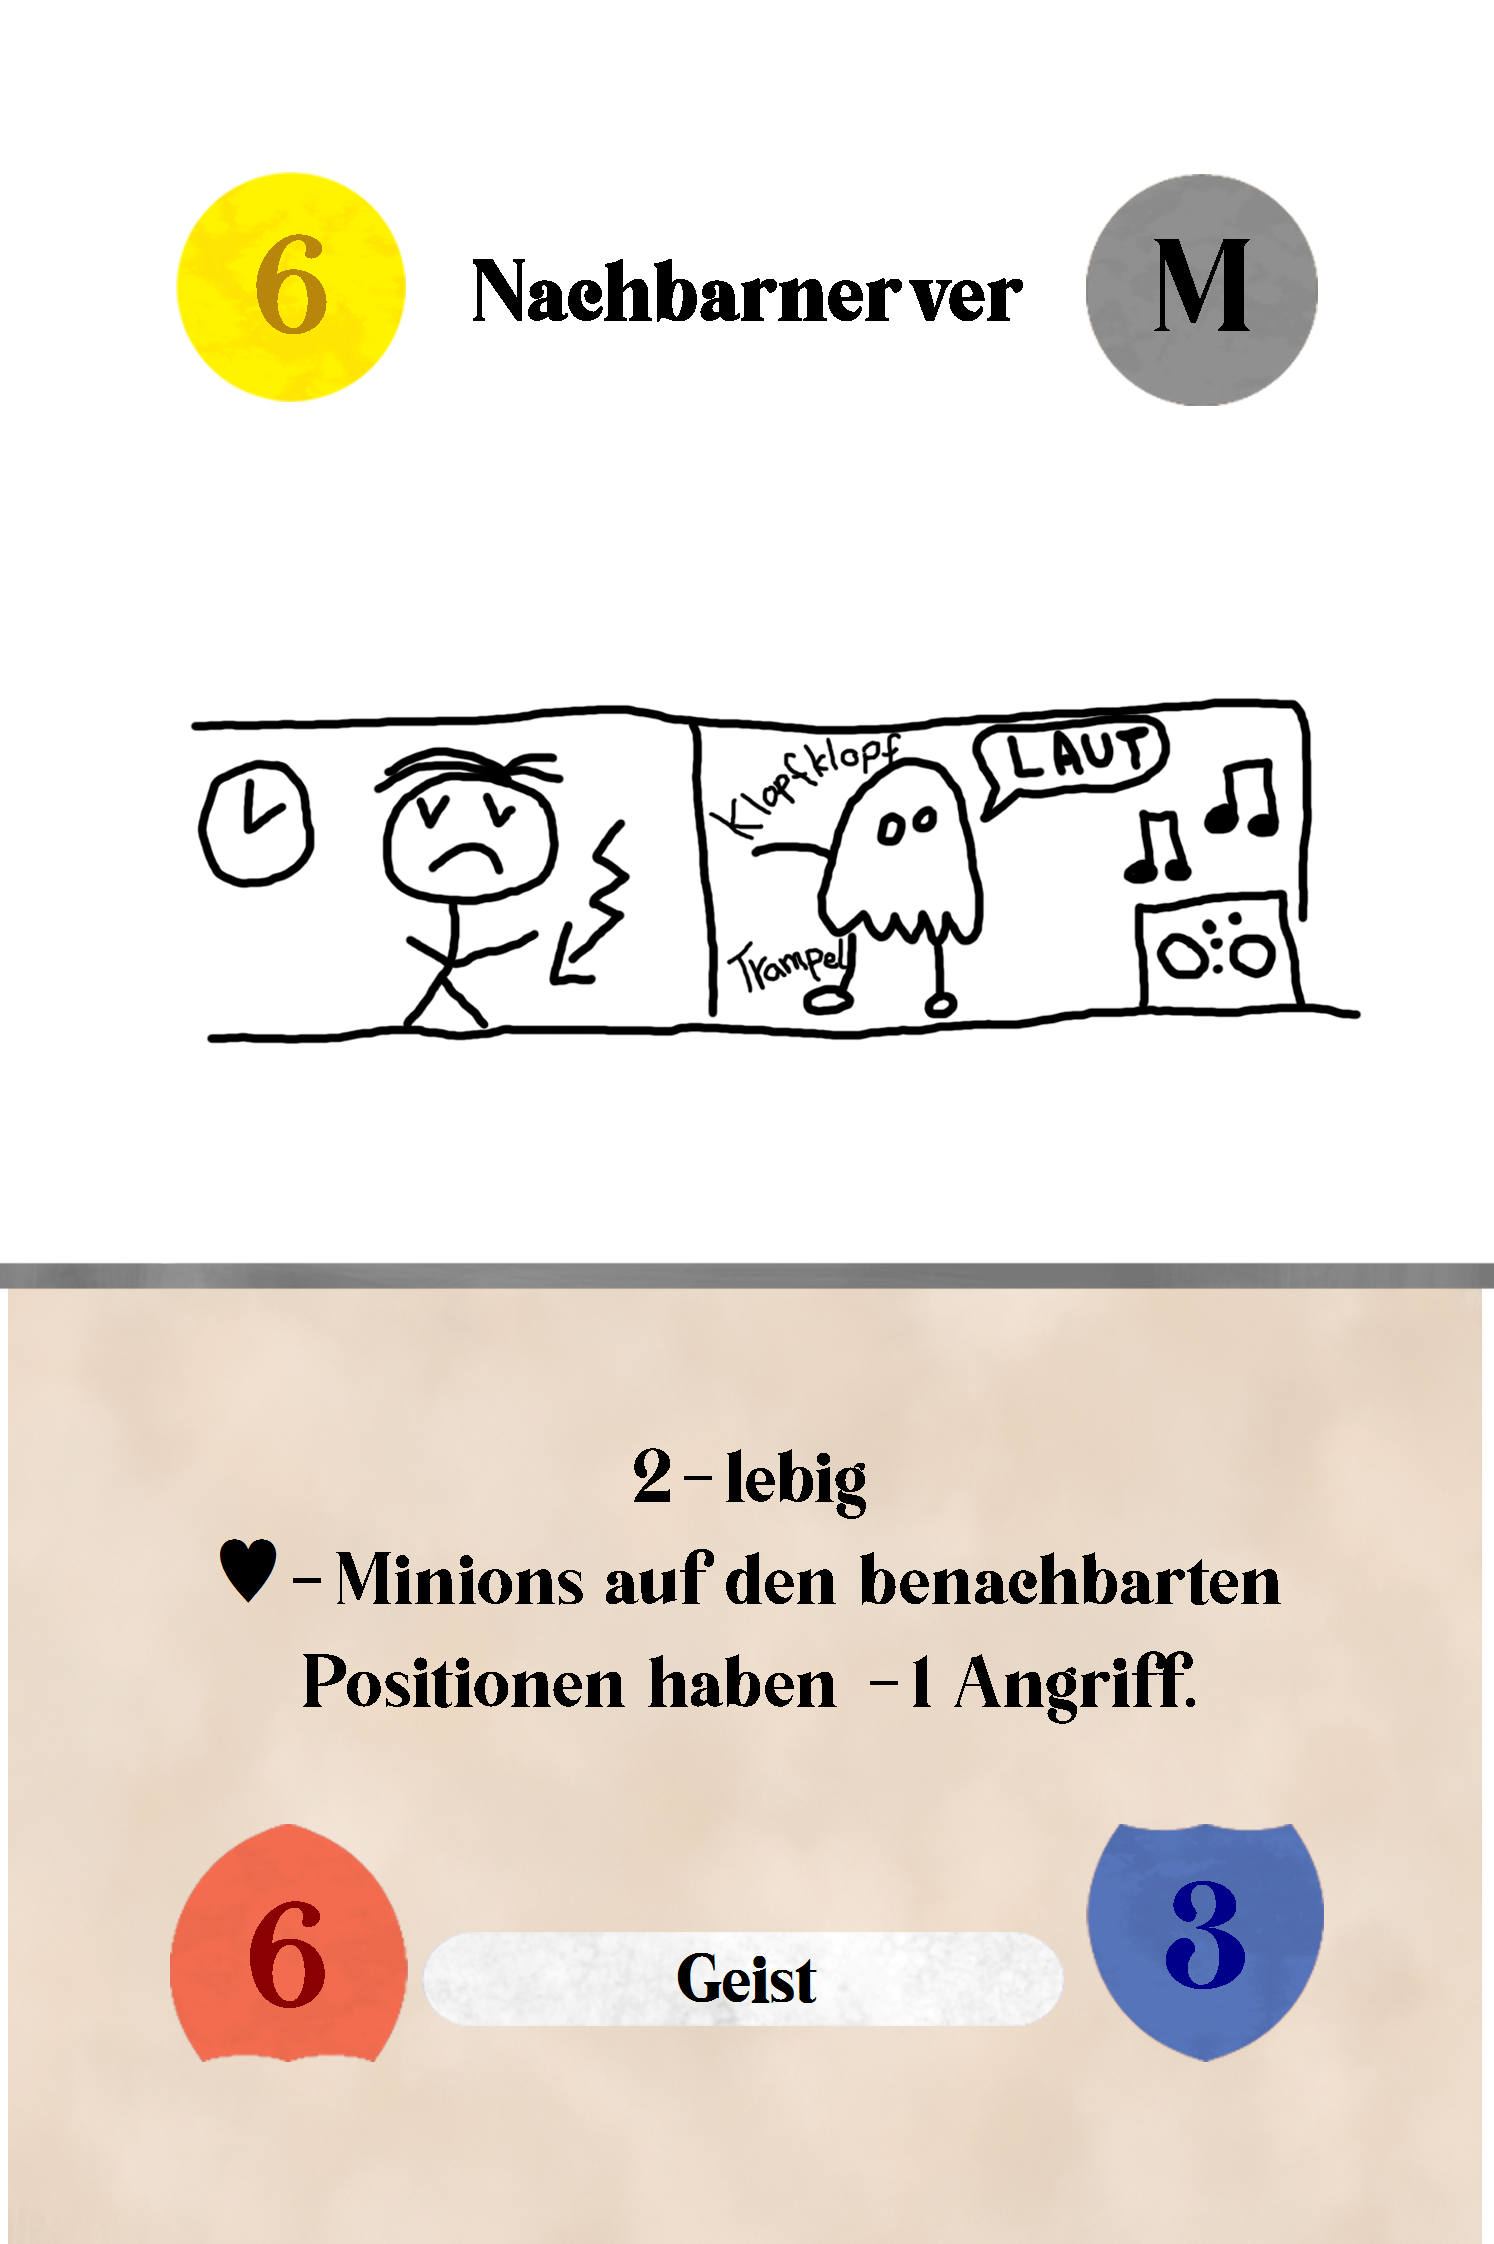 6 Nachbarnerver M
LAUT
Klopfklopf
Trampel
2 - lebig
♥ - Minions auf den benachbarten
Positionen haben -1 Angriff.
6 Geist 3